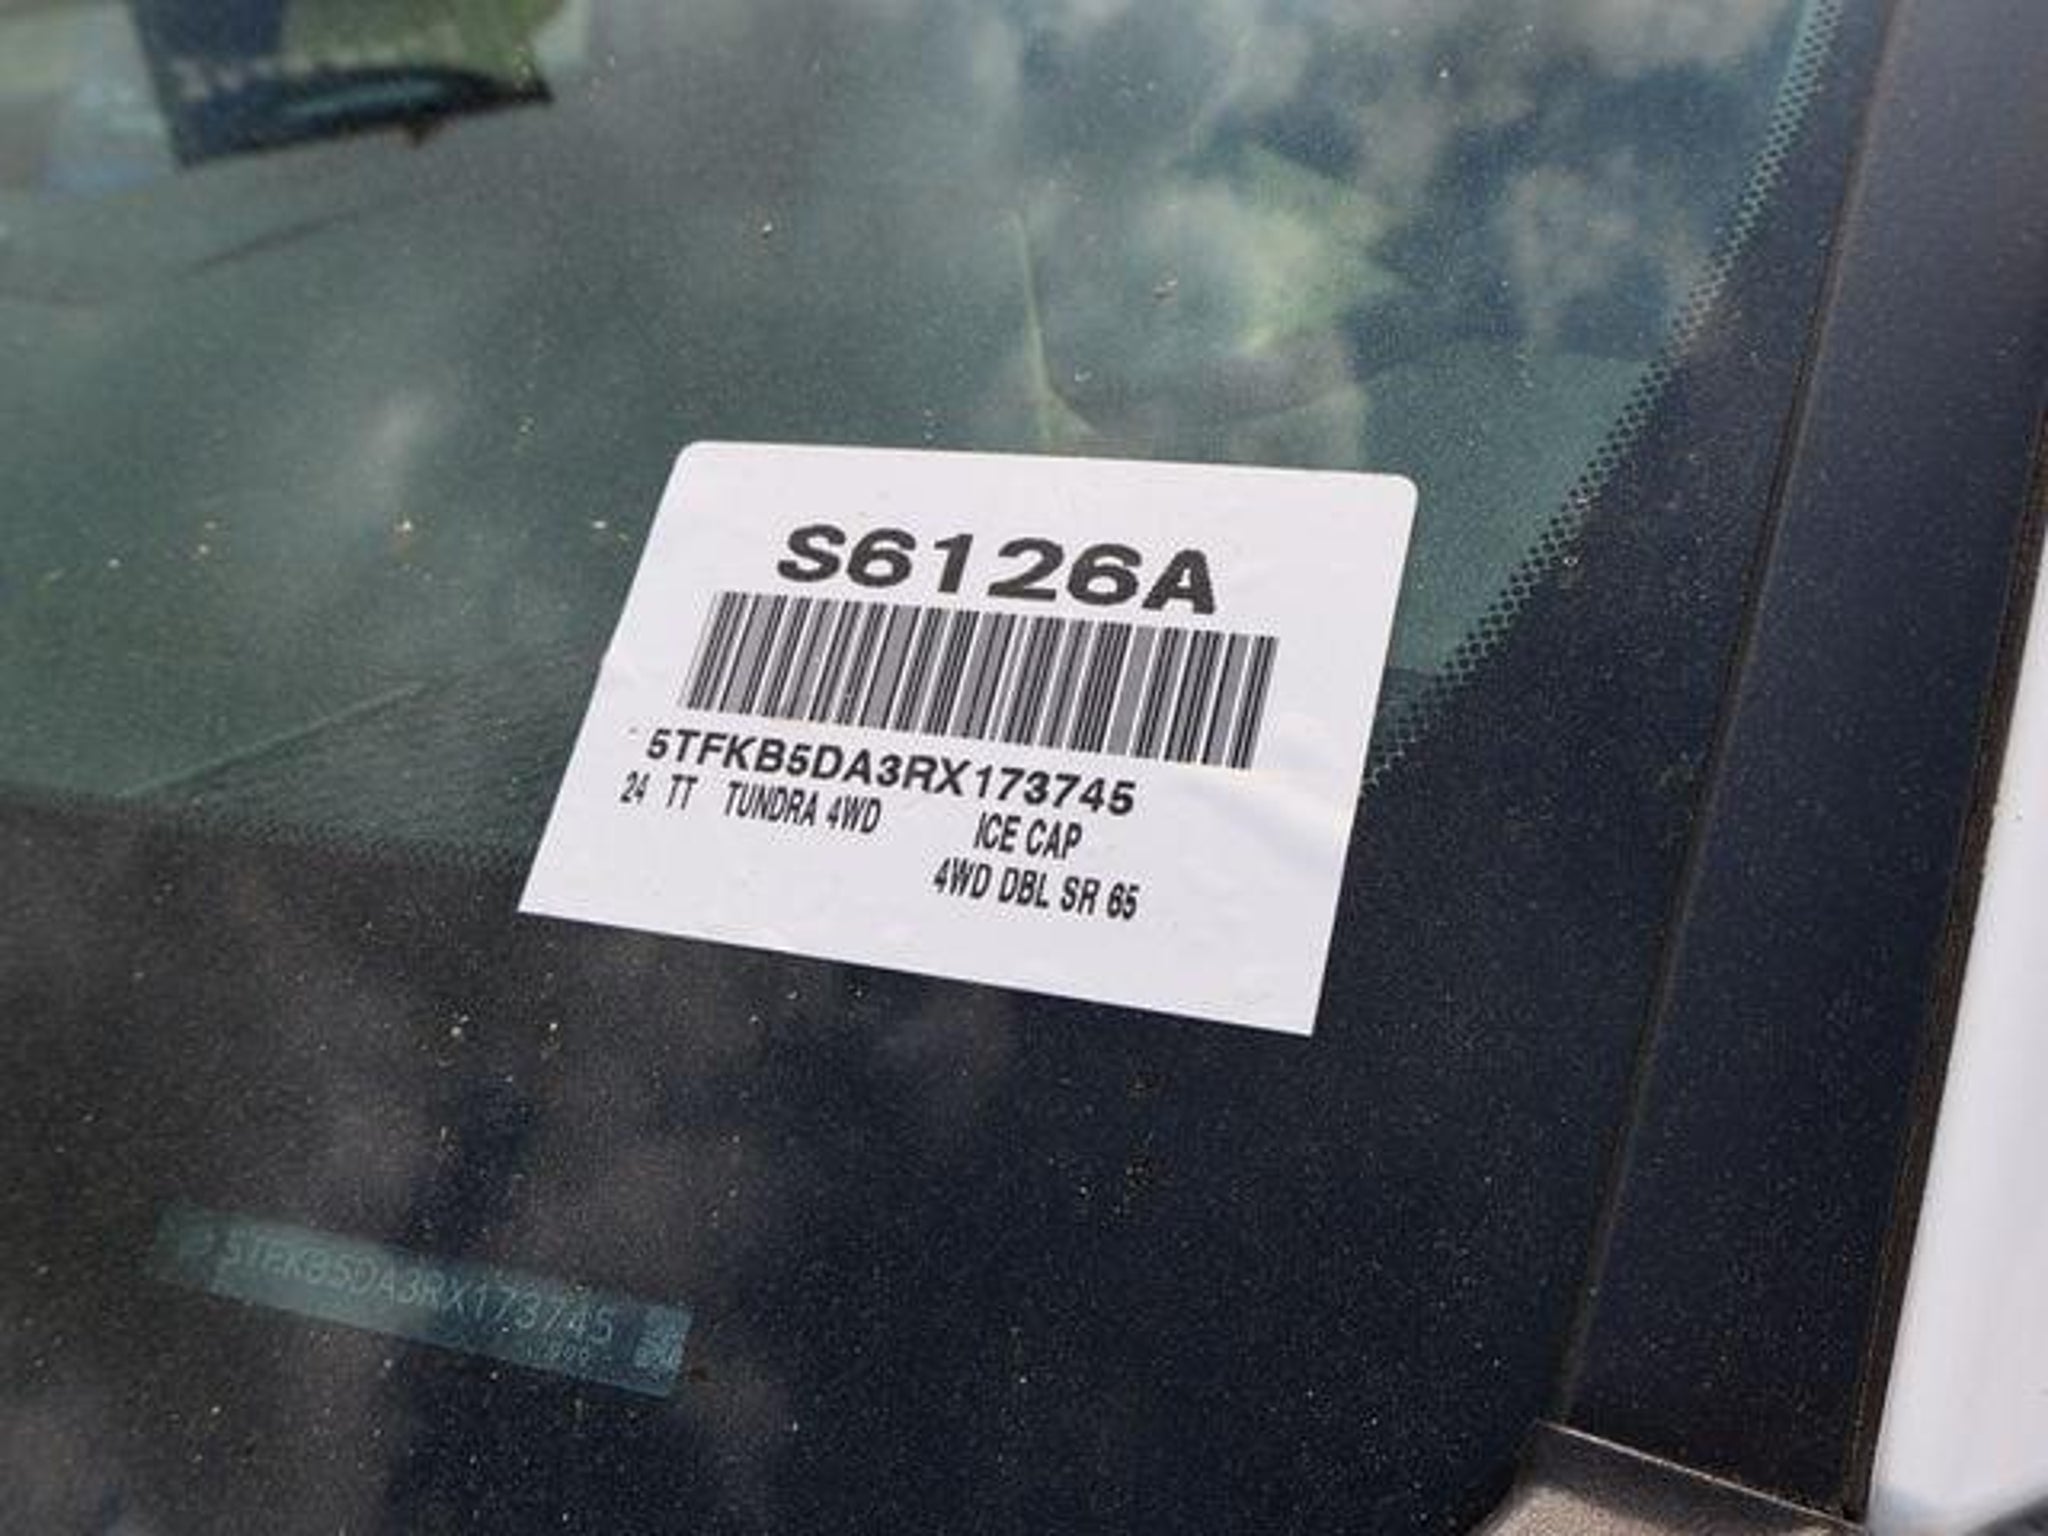 S6126A
5TFKB5DA3RX173745
24 TT TUNDRA 4WD ICE CAP
4WD DBL SR 65
5TFKB5DA3RX173745